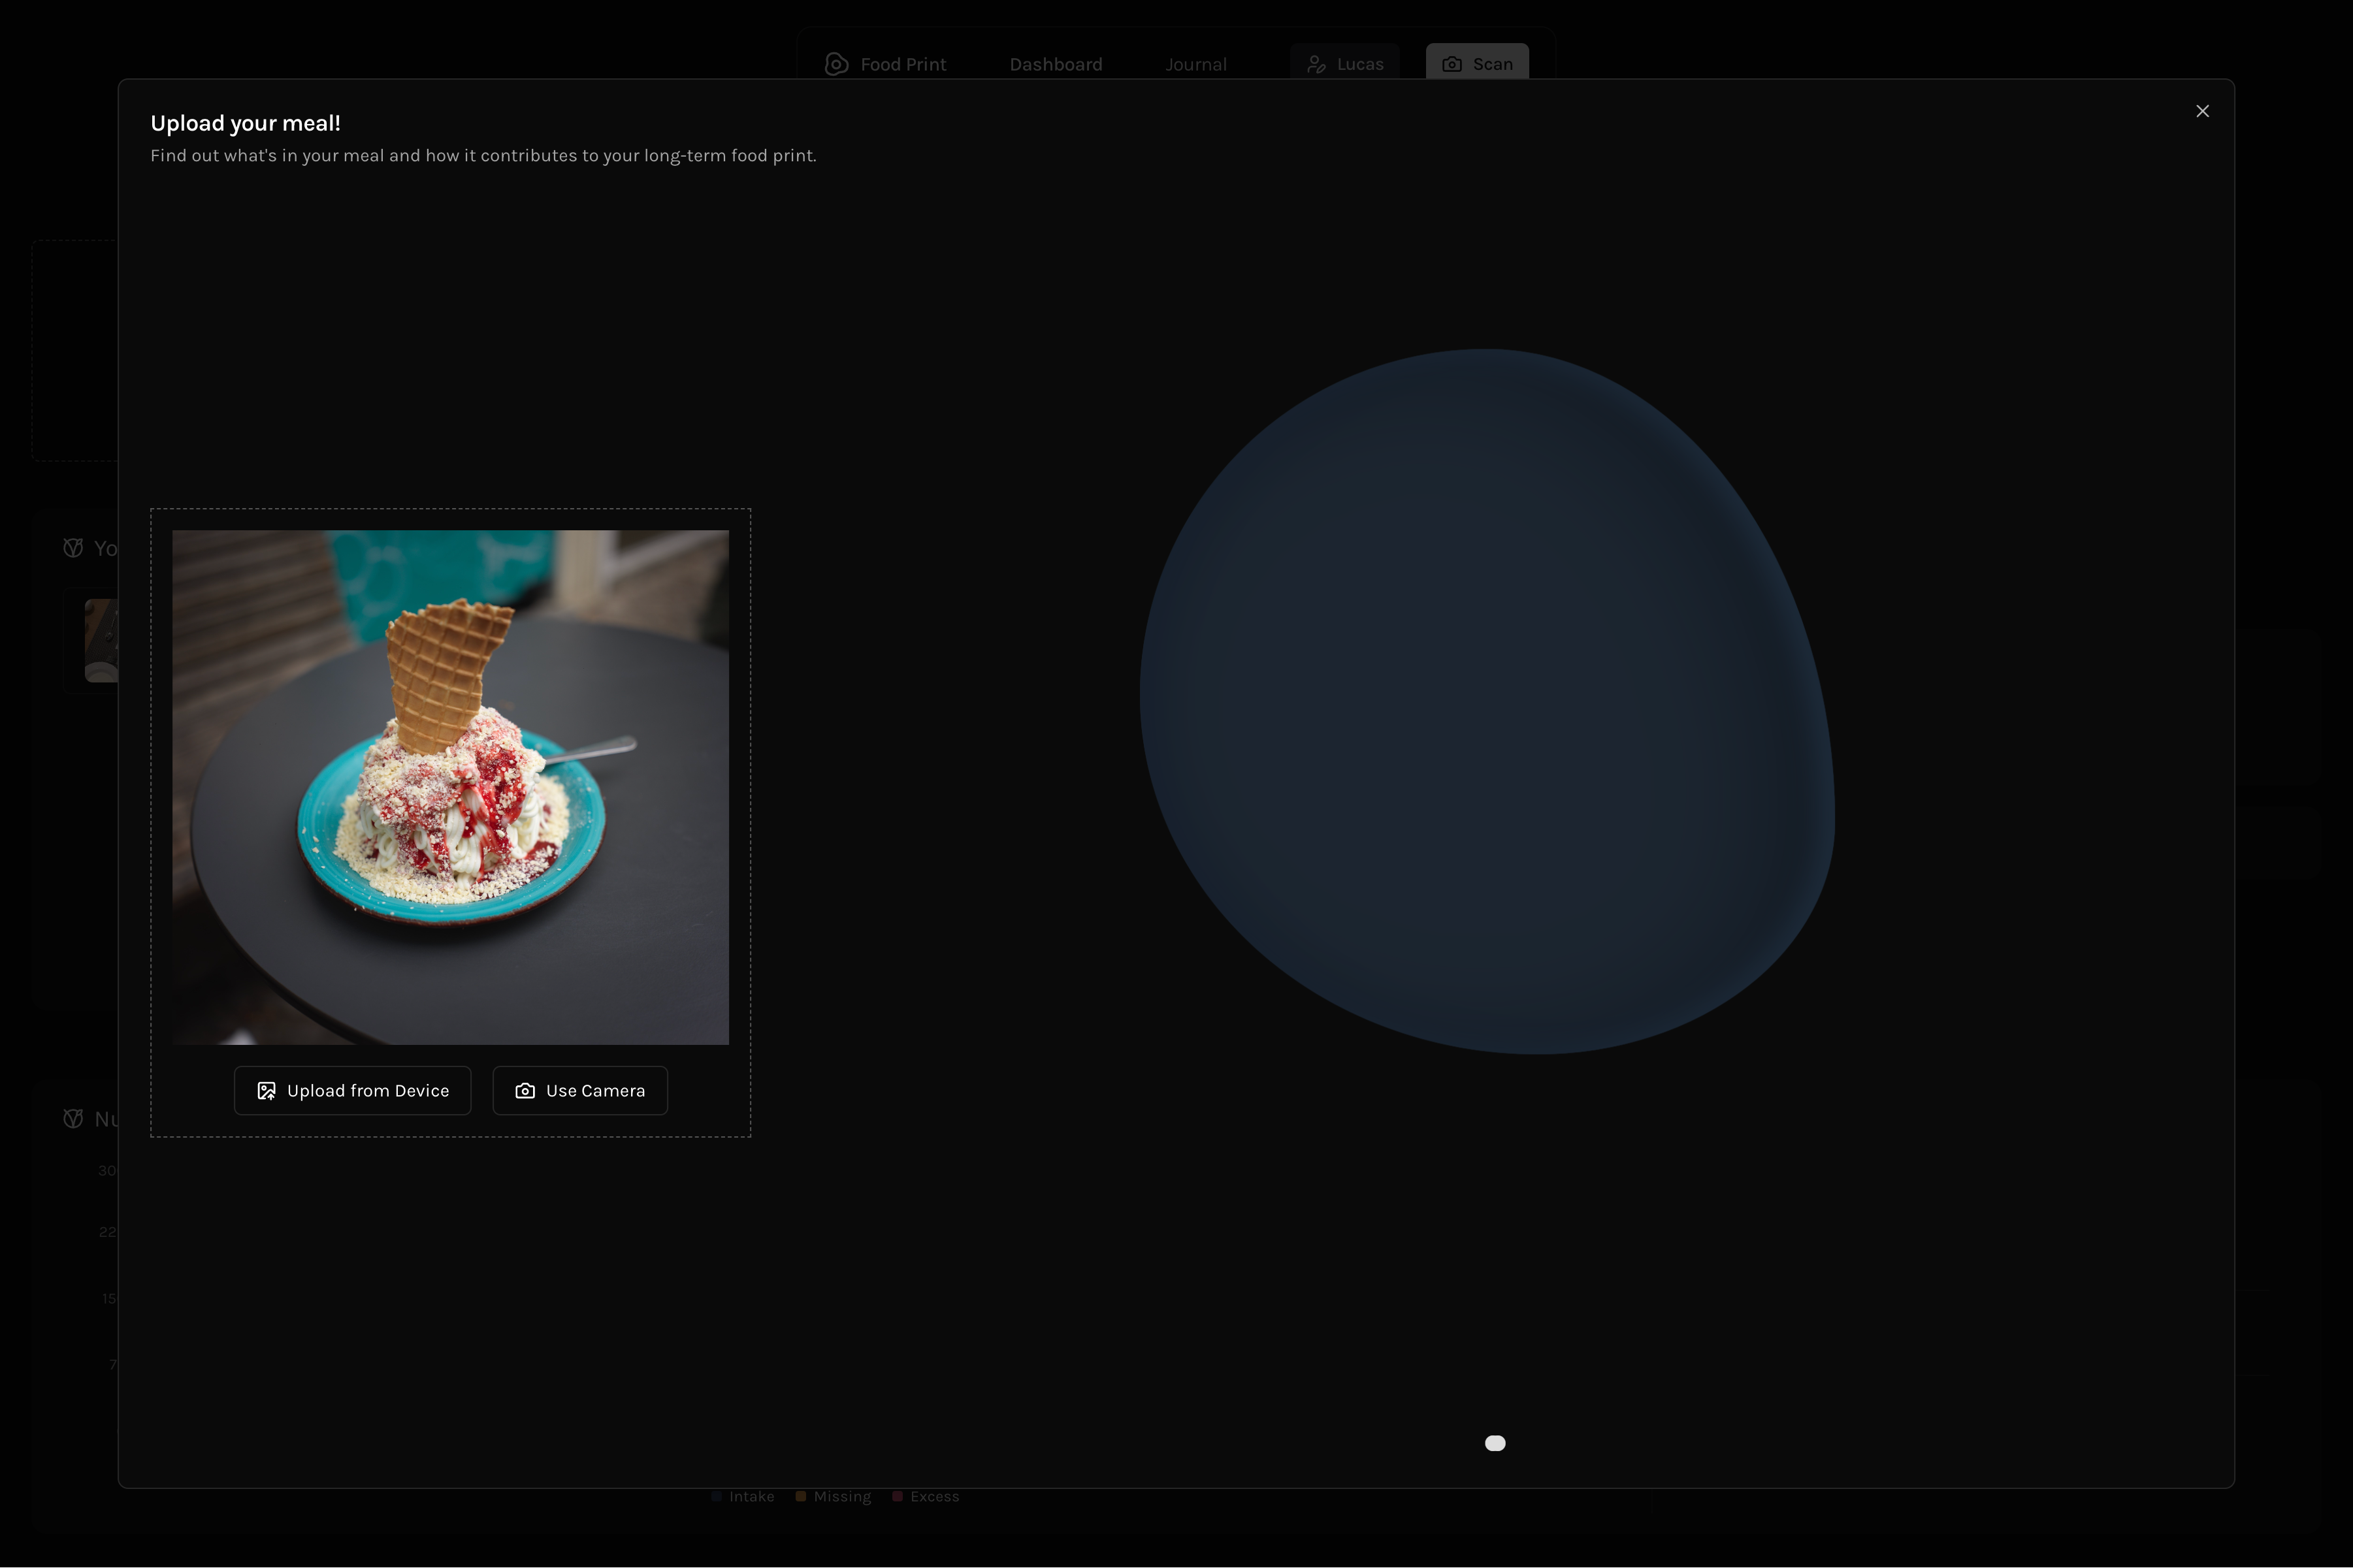 Food Print Dashboard Journal Lucas Scan
Upload your meal!
Find out what's in your meal and how it contributes to your long-term food print.
Yo
Upload from Device Use Camera
Nu
30
22
15
7
Intake Missing Excess